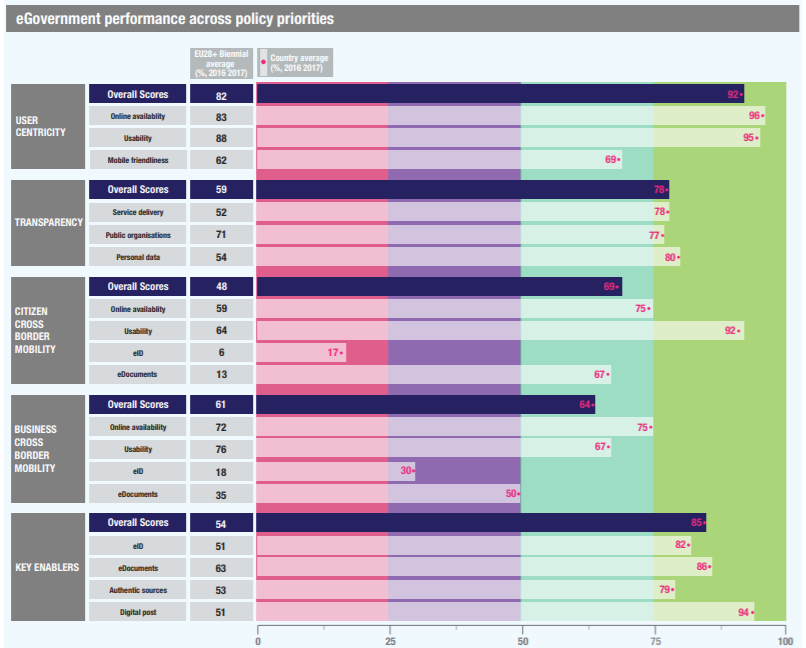 eGovernment performance across policy priorities
EU28+ Biennial
average
(%, 2016 2017)
Country average
(%, 2016 2017)
USER
CENTRICITY
Overall Scores 82 92
Online availablity 83 96
Usability 88 95
Mobile friendliness 62 69
TRANSPARENCY
Overall Scores 59 78
Service delivery 52 78
Public organisations 71 77
Personal data 54 80
CITIZEN
CROSS
BORDER
MOBILITY
Overall Scores 48 69
Online availablity 59 75
Usability 64 92
eID 6 17
eDocuments 13 67
BUSINESS
CROSS
BORDER
MOBILITY
Overall Scores 61 64
Online availability 72 75
Usability 76 67
eID 18 30
eDocuments 35 50
KEY ENABLERS
Overall Scores 54 85
eID 51 82
eDocuments 63 86
Authentic sources 53 79
Digital post 51 94
0 25 50 75 100